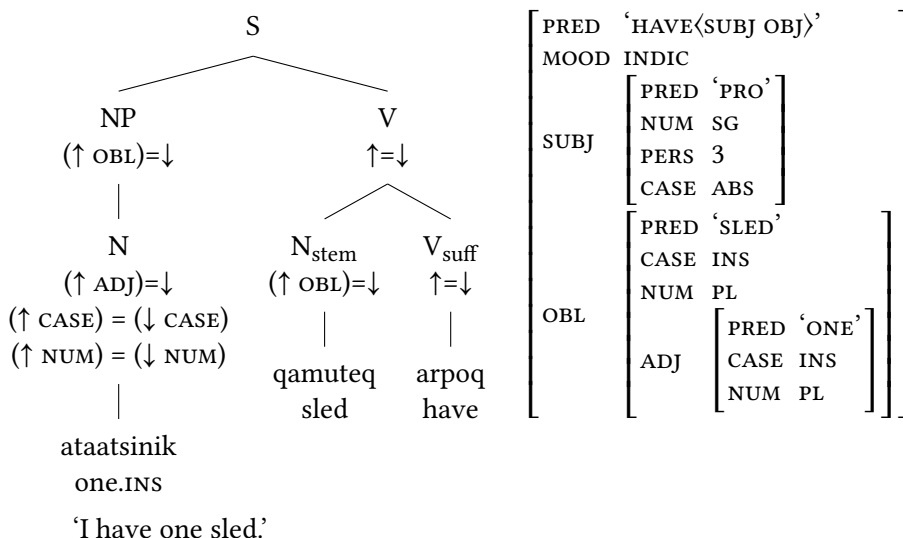 S
NP V
(↑ OBL)=↓ ↑=↓
N N_stem V_suff
(↑ ADJ)=↓ (↑ OBL)=↓ ↑=↓
(↑ CASE) = (↓ CASE)
(↑ NUM) = (↓ NUM)
qamuteq arpoq
sled have
ataatsinik
one.INS
‘I have one sled.’
PRED ‘HAVE⟨SUBJ OBJ⟩’
MOOD INDIC
SUBJ
PRED ‘PRO’
NUM SG
PERS 3
CASE ABS
OBL
PRED ‘SLED’
CASE INS
NUM PL
ADJ
PRED ‘ONE’
CASE INS
NUM PL